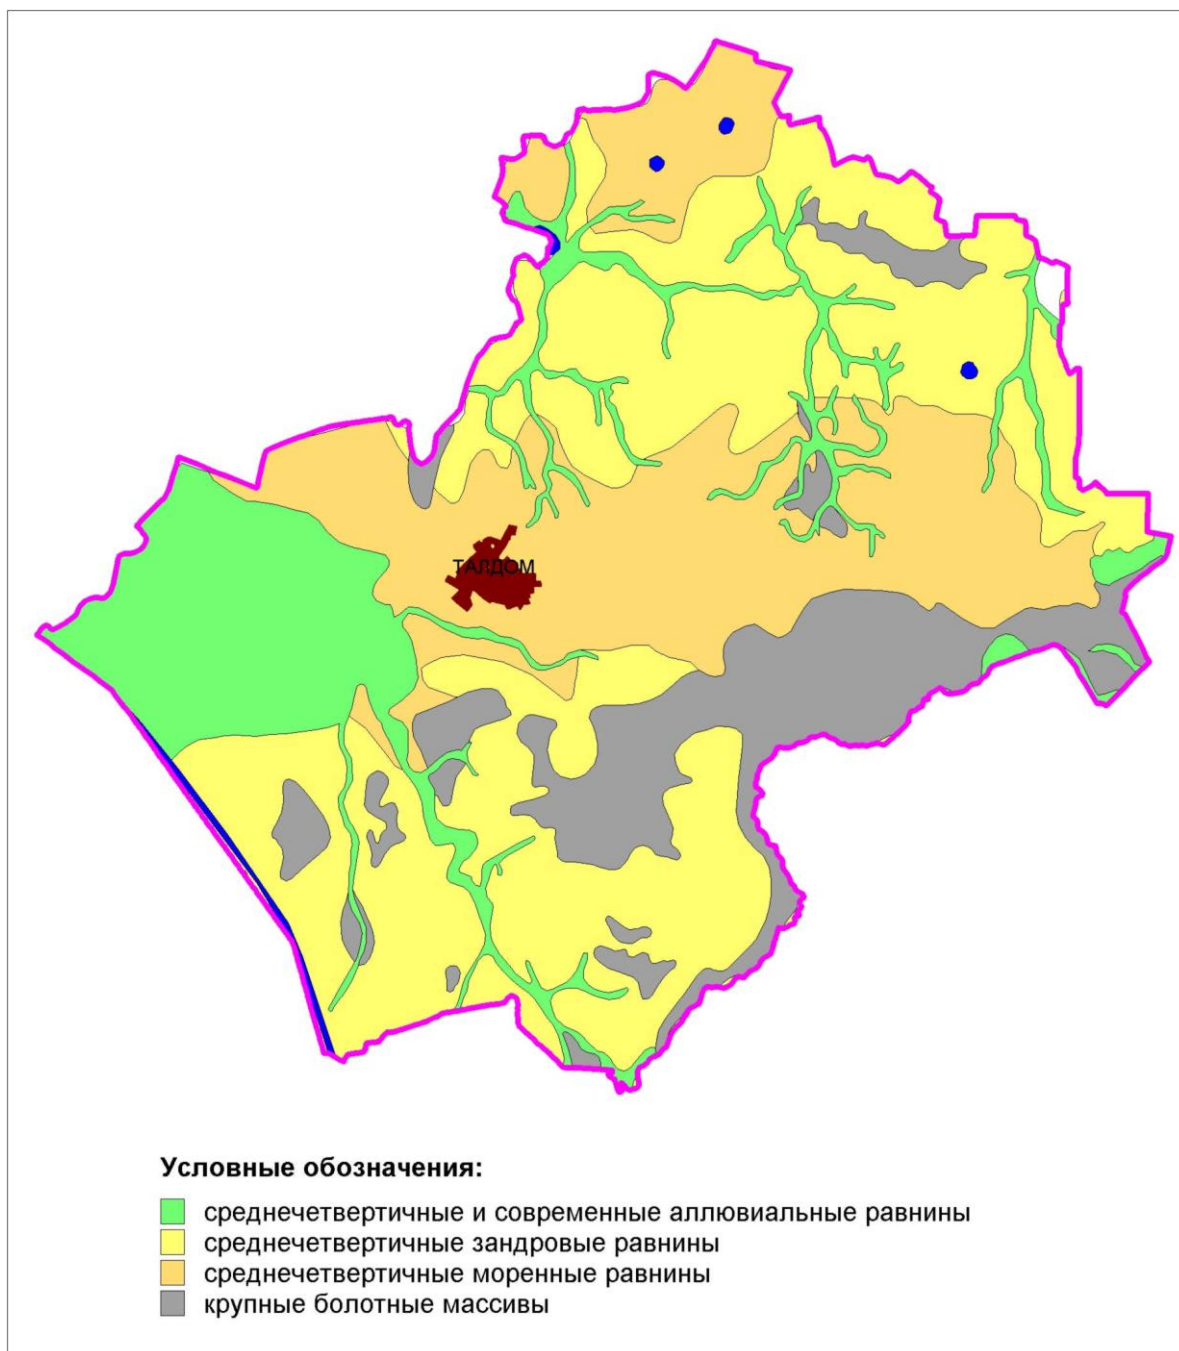 ТАЛДОМ
Условные обозначения:
среднечетвертичные и современные аллювиальные равнины
среднечетвертичные зандровые равнины
среднечетвертичные моренные равнины
крупные болотные массивы